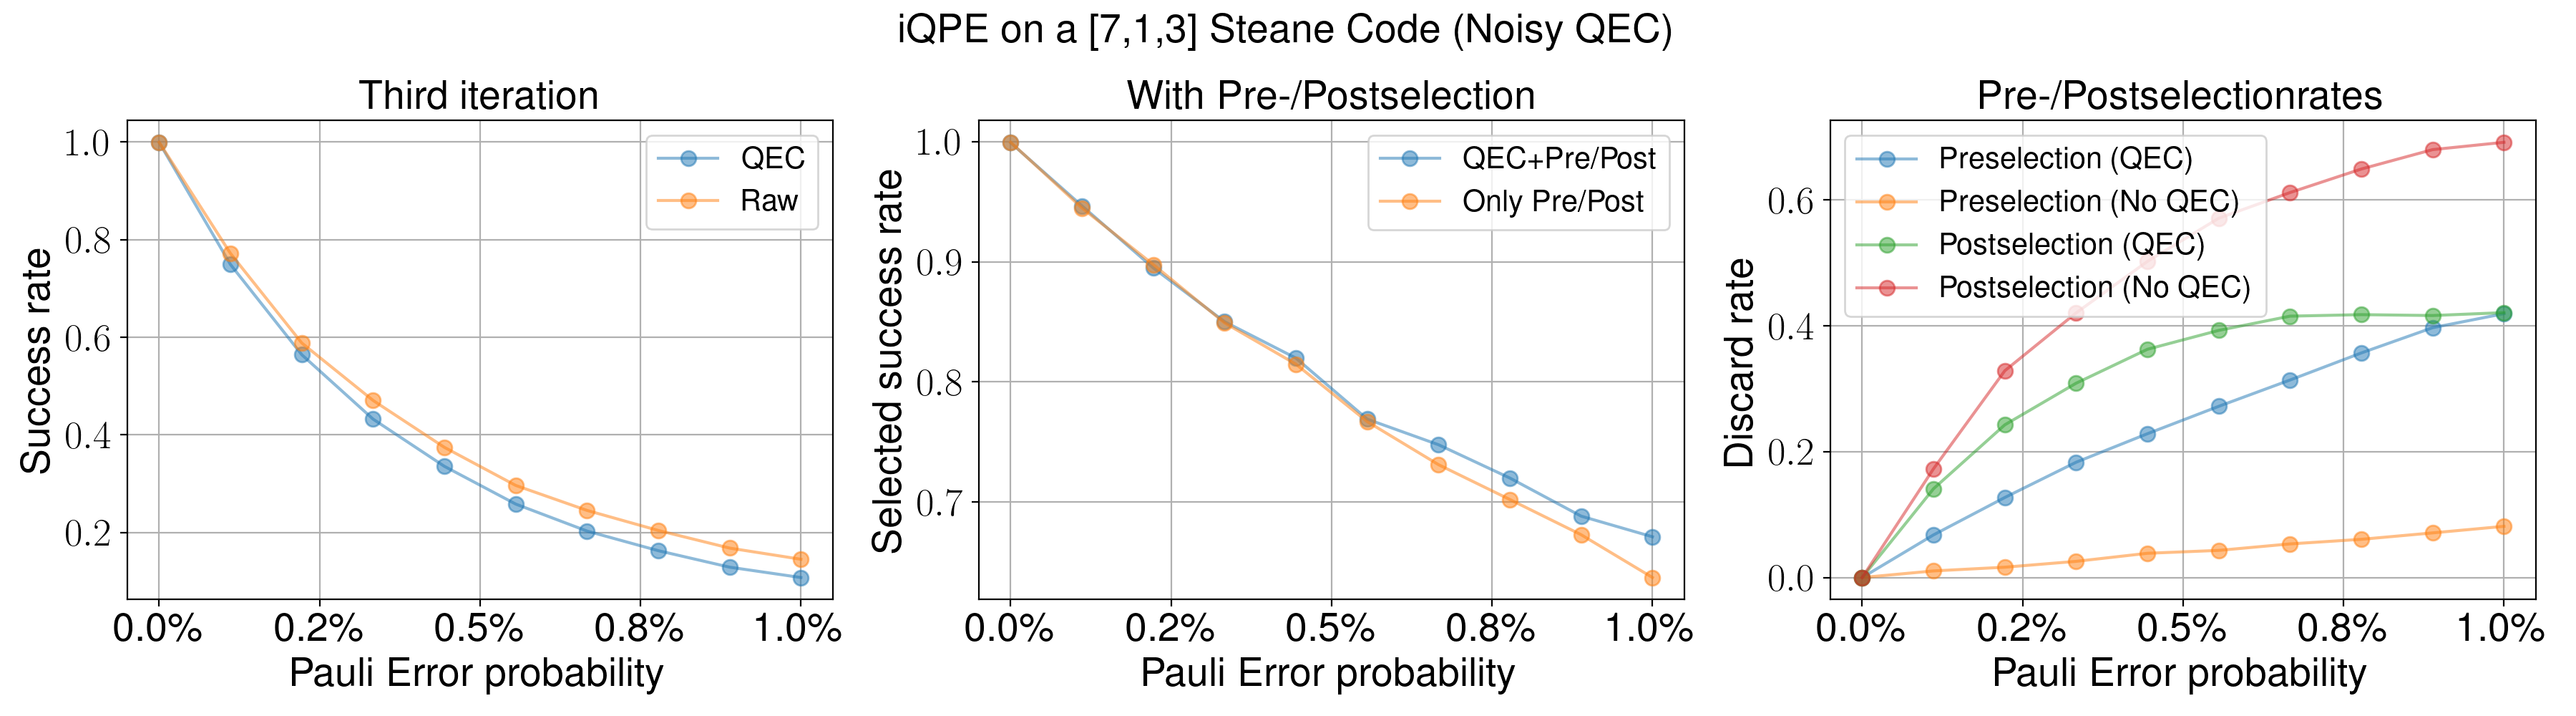 iQPE on a [7,1,3] Steane Code (Noisy QEC)
Third iteration
Success rate
1.0
0.8
0.6
0.4
0.2
QEC
Raw
0.0%
0.2%
0.5%
0.8%
1.0%
Pauli Error probability
With Pre-/Postselection
Selected success rate
1.0
0.9
0.8
0.7
QEC+Pre/Post
Only Pre/Post
0.0%
0.2%
0.5%
0.8%
1.0%
Pauli Error probability
Pre-/Postselectionrates
Discard rate
0.6
0.4
0.2
0.0
Preselection (QEC)
Preselection (No QEC)
Postselection (QEC)
Postselection (No QEC)
0.0%
0.2%
0.5%
0.8%
1.0%
Pauli Error probability